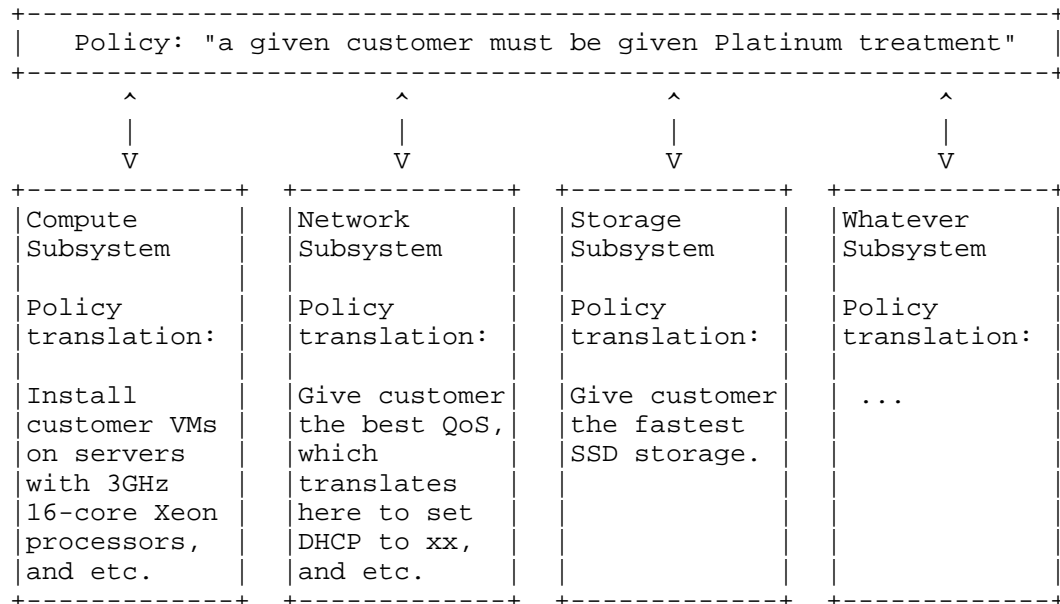 Policy: "a given customer must be given Platinum treatment"
Compute
Subsystem
Policy
translation:
Install
customer VMs
on servers
with 3GHz
16-core Xeon
processors,
and etc.
Network
Subsystem
Policy
translation:
Give customer
the best QoS,
which
translates
here to set
DHCP to xx,
and etc.
Storage
Subsystem
Policy
translation:
Give customer
the fastest
SSD storage.
Whatever
Subsystem
Policy
translation:
...